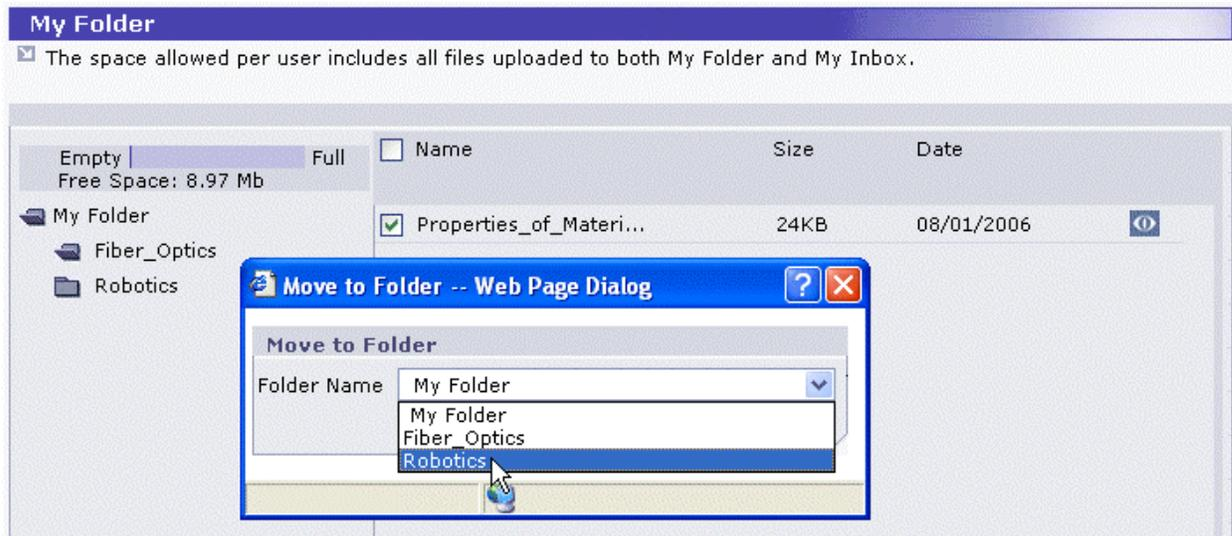 My Folder
The space allowed per user includes all files uploaded to both My Folder and My Inbox.
Empty Full
Free Space: 8.97 Mb
Name Size Date
My Folder
Fiber_Optics
Robotics
Properties_of_Materi... 24KB 08/01/2006
Move to Folder -- Web Page Dialog
Move to Folder
Folder Name My Folder
My Folder
Fiber_Optics
Robotics